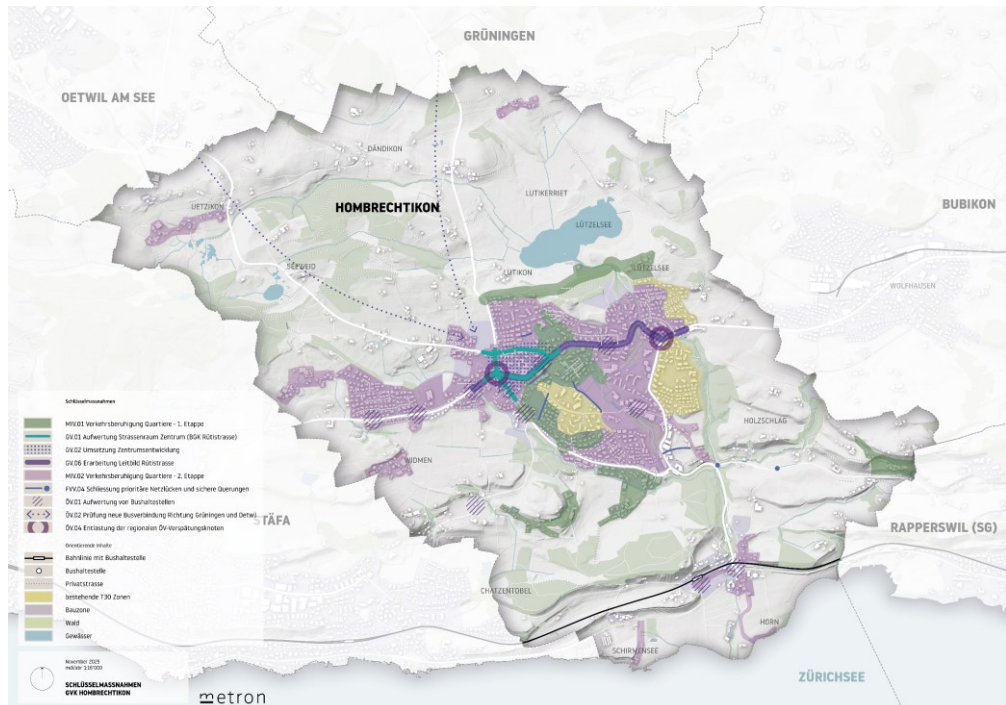 GRÜNINGEN
OETWIL AM SEE
DÄNDIKON
LUTIKERRIET
UETZIKON
HOMBRECHTIKON
BUBIKON
LÜTZELSEE
LUTIKON
LÜTZELSEE
WOLFHAUSEN
HOLZSCHLAG
STÄFA
RAPPERSWIL (SG)
CHATZENTOBEL
HORN
SCHIRMENSEE
ZÜRICHSEE
Schlüsselmassnahmen
MIV.01 Verkehrsberuhigung Quartiere - 1. Etappe
GV.01 Aufwertung Strassenraum Zentrum (BGK Rütistrasse)
GV.02 Umsetzung Zentrumsentwicklung
GV.06 Erarbeitung Leitbild Rütistrasse
MIV.02 Verkehrsberuhigung Quartiere - 2. Etappe
FVV.04 Schliessung prioritäre Netzlücken und sichere Querungen
ÖV.01 Aufwertung von Bushaltestellen
ÖV.02 Prüfung neue Busverbindung Richtung Grüningen und Oetwil
ÖV.04 Entlastung der regionalen ÖV-Verspätungsknoten
Orientierende Inhalte
Bahnlinie mit Bushaltestelle
Bushaltestelle
Privatstrasse
bestehende T30 Zonen
Bauzone
Wald
Gewässer
November 2025
SCHLÜSSELMASSNAHMEN
GVK HOMBRECHTIKON
metron